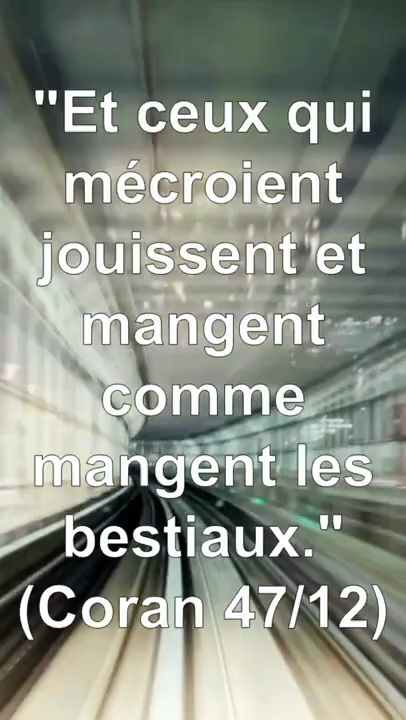 "Et ceux qui
mécroient
jouissent et
mangent
comme
mangent les
bestiaux."
(Coran 47/12)